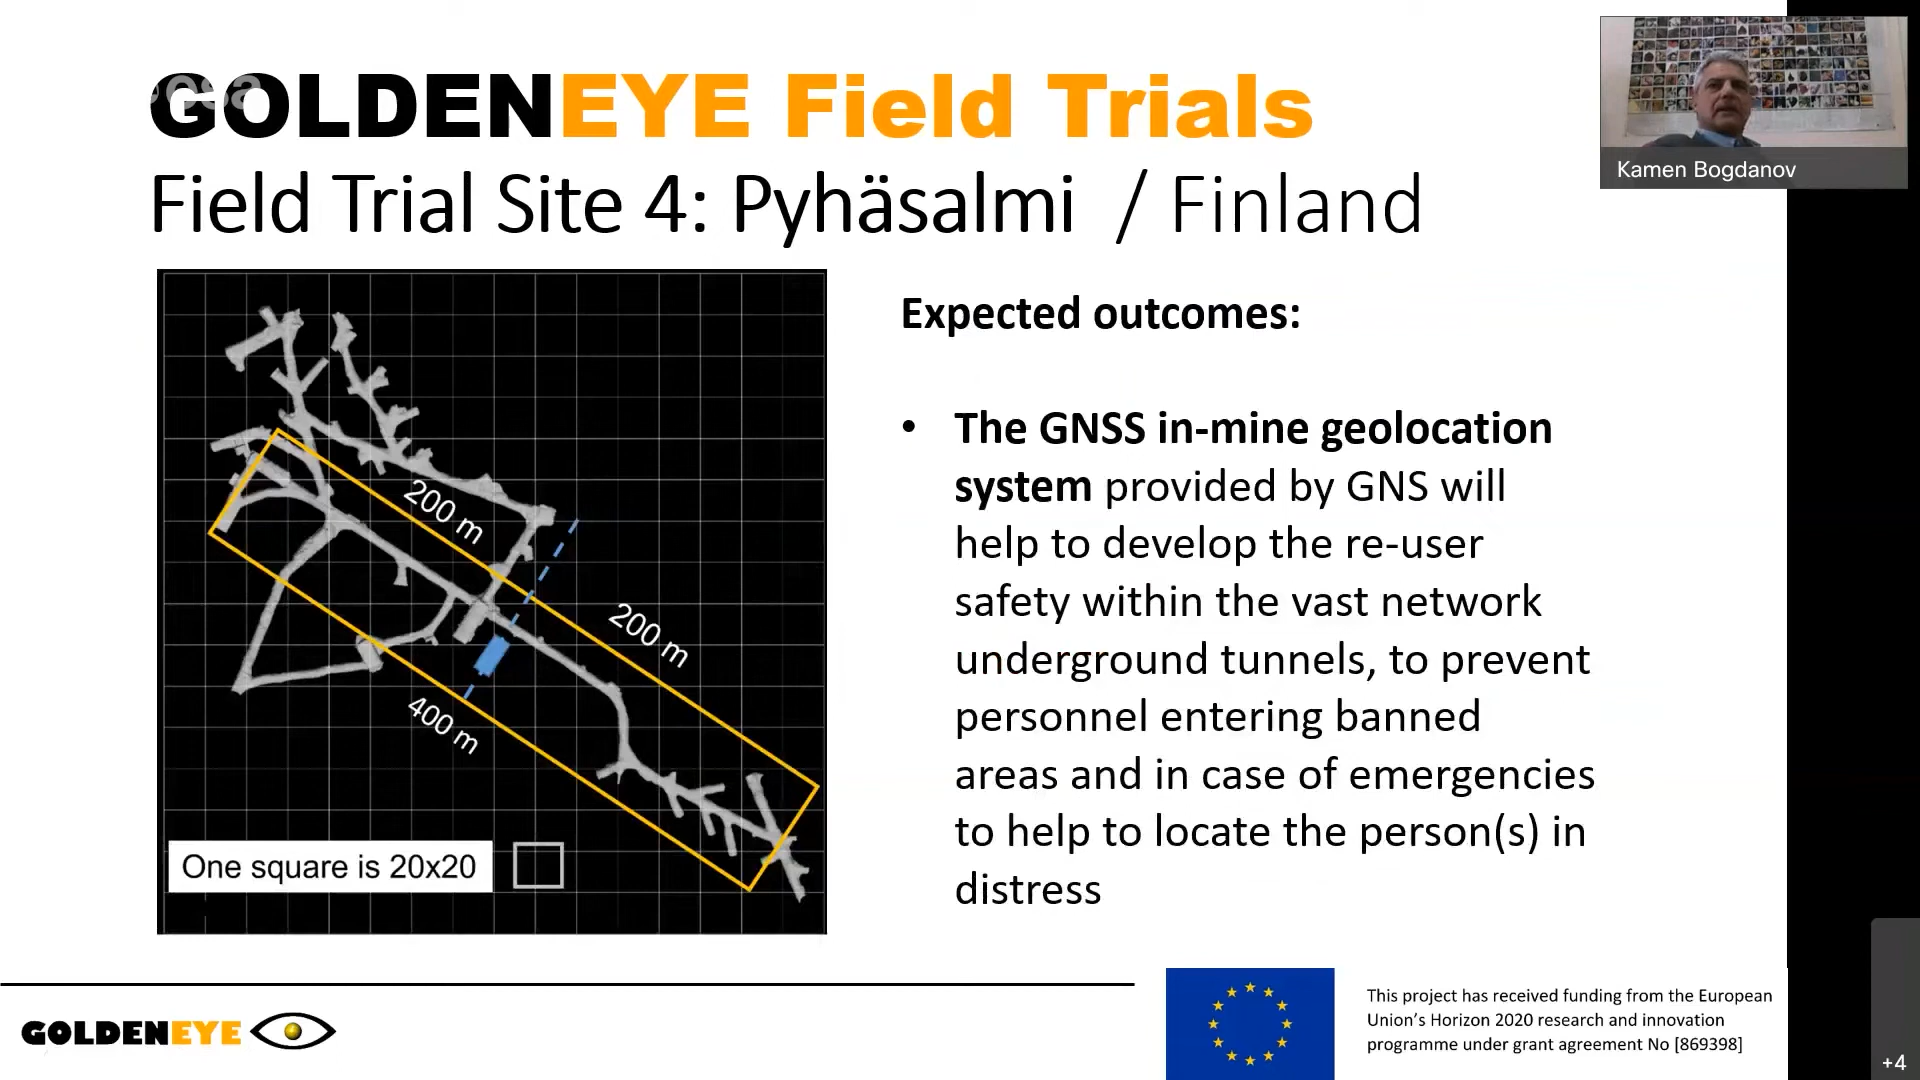 esa
GOLDENEYE Field Trials
Field Trial Site 4: Pyhäsalmi / Finland
Kamen Bogdanov
200 m
200 m
400 m
One square is 20x20
Expected outcomes:
• The GNSS in-mine geolocation
system provided by GNS will
help to develop the re-user
safety within the vast network
underground tunnels, to prevent
personnel entering banned
areas and in case of emergencies
to help to locate the person(s) in
distress
GOLDENEYE
This project has received funding from the European
Union's Horizon 2020 research and innovation
programme under grant agreement No [869398]
+4